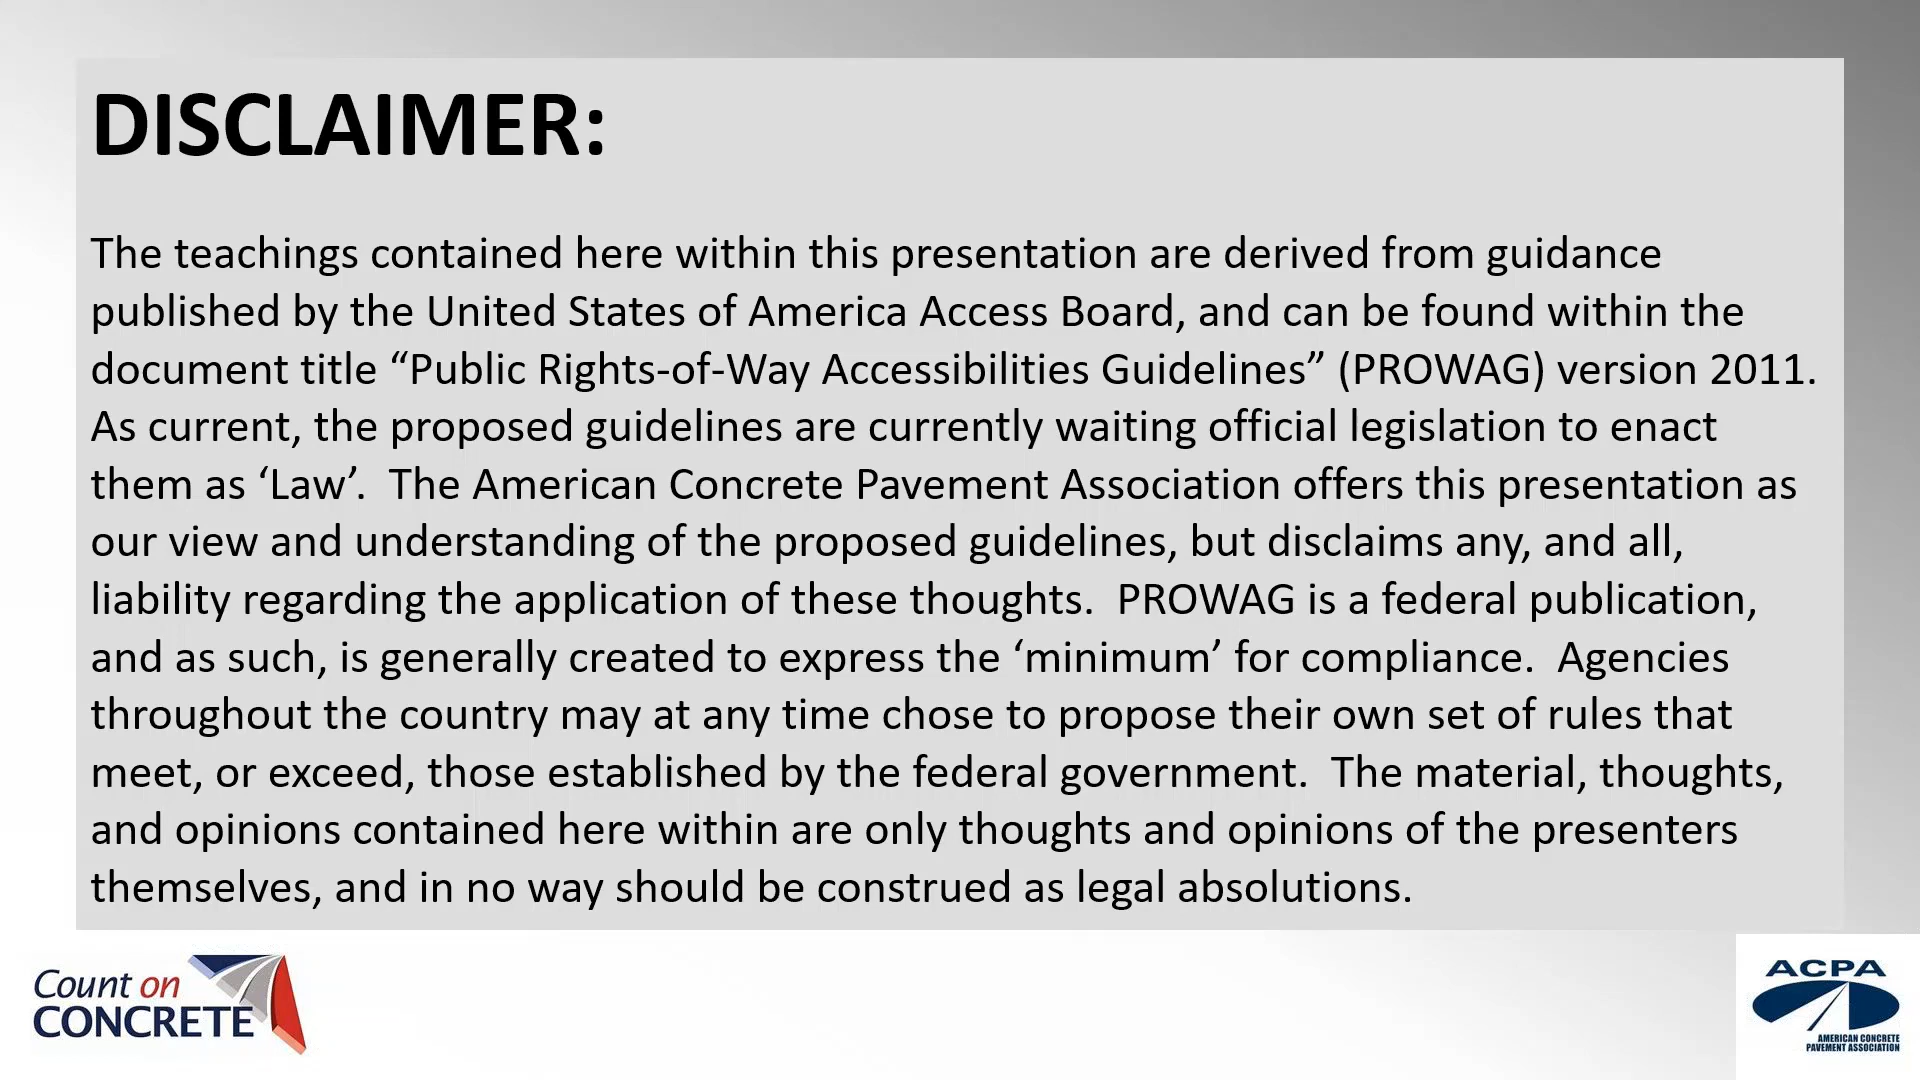 DISCLAIMER:
The teachings contained here within this presentation are derived from guidance
published by the United States of America Access Board, and can be found within the
document title “Public Rights-of-Way Accessibilities Guidelines” (PROWAG) version 2011.
As current, the proposed guidelines are currently waiting official legislation to enact
them as ‘Law’.  The American Concrete Pavement Association offers this presentation as
our view and understanding of the proposed guidelines, but disclaims any, and all,
liability regarding the application of these thoughts.  PROWAG is a federal publication,
and as such, is generally created to express the ‘minimum’ for compliance.  Agencies
throughout the country may at any time chose to propose their own set of rules that
meet, or exceed, those established by the federal government.  The material, thoughts,
and opinions contained here within are only thoughts and opinions of the presenters
themselves, and in no way should be construed as legal absolutions.
Count on
CONCRETE
ACPA
AMERICAN CONCRETE
PAVEMENT ASSOCIATION